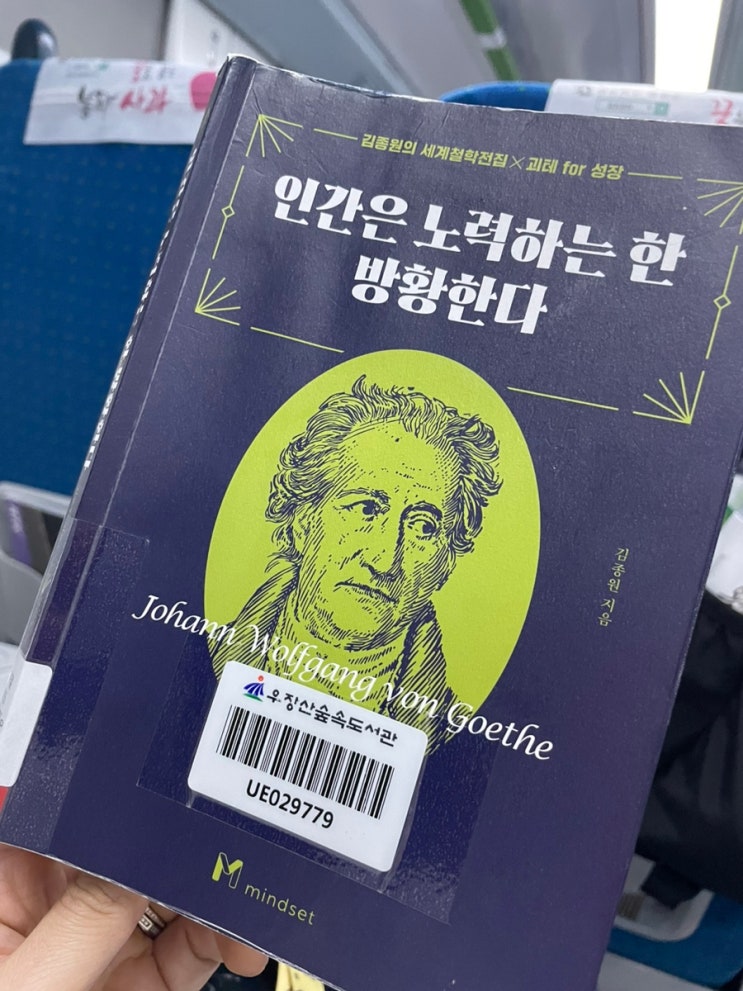 김종원의 세계철학전집×괴테 for 성장
인간은 노력하는 한
방황한다
김종원 지음
Johann Wolfgang von Goethe
우장산숲속도서관
UE029779
mindset